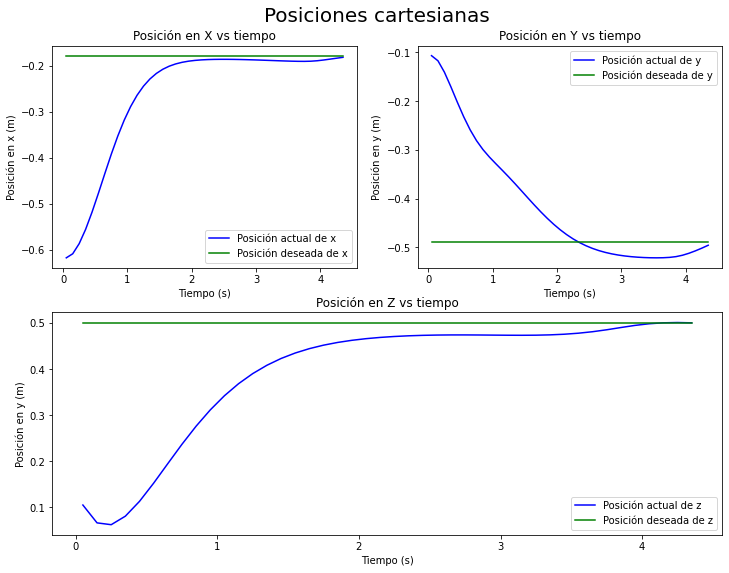 Posiciones cartesianas
Posición en X vs tiempo
−0.2
−0.3
−0.4
−0.5
−0.6
Posición en x (m)
Posición actual de x
Posición deseada de x
0 1 2 3 4
Tiempo (s)
Posición en Y vs tiempo
−0.1
−0.2
−0.3
−0.4
−0.5
Posición en y (m)
Posición actual de y
Posición deseada de y
0 1 2 3 4
Tiempo (s)
Posición en Z vs tiempo
0.5
0.4
0.3
0.2
0.1
Posición en y (m)
Posición actual de z
Posición deseada de z
0 1 2 3 4
Tiempo (s)